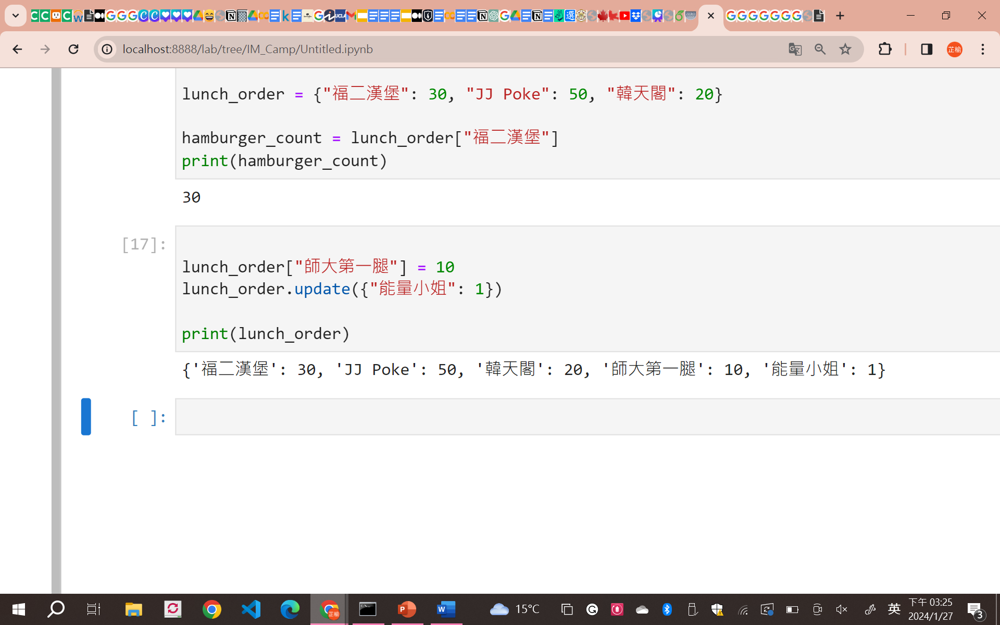 localhost:8888/lab/tree/IM_Camp/Untitled.ipynb
芷榆
lunch_order = {"福二漢堡": 30, "JJ Poke": 50, "韓天閣": 20}
hamburger_count = lunch_order["福二漢堡"]
print(hamburger_count)
30
[17]:
lunch_order["師大第一腿"] = 10
lunch_order.update({"能量小姐": 1})
print(lunch_order)
{'福二漢堡': 30, 'JJ Poke': 50, '韓天閣': 20, '師大第一腿': 10, '能量小姐': 1}
[ ]:
15°C
英
下午 03:25
2024/1/27
3